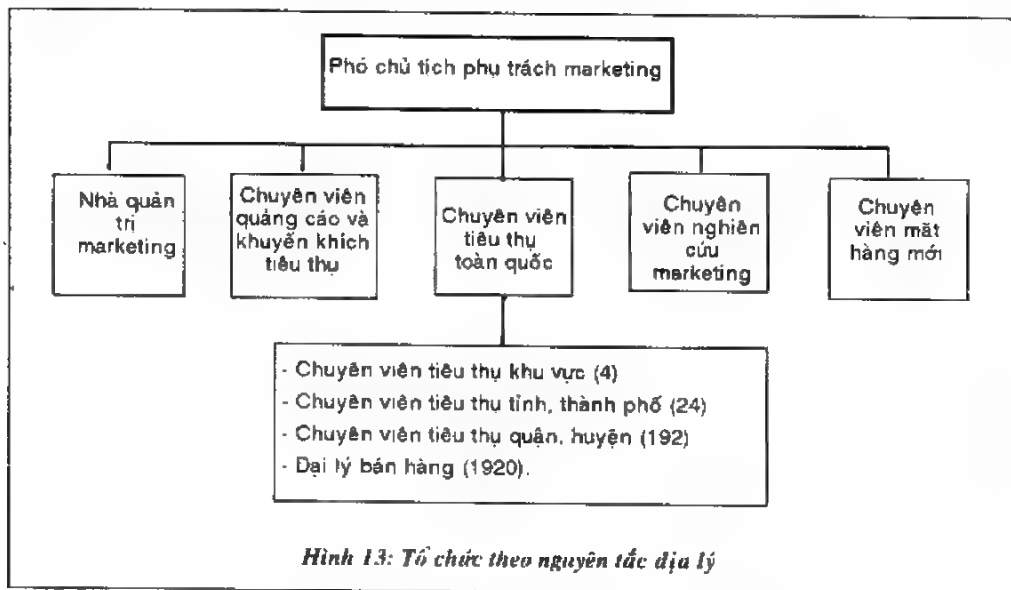 Phó chủ tịch phụ trách marketing
Nhà quản
trị
marketing
Chuyên viên
quảng cáo và
khuyến khích
tiêu thụ
Chuyên viên
tiêu thụ
toàn quốc
Chuyên
viên nghiên
cứu
marketing
Chuyên
viên mặt
hàng mới
- Chuyên viên tiêu thụ khu vực (4)
- Chuyên viên tiêu thụ tỉnh, thành phố (24)
- Chuyên viên tiêu thụ quận, huyện (192)
- Đại lý bán hàng (1920).
Hình 13: Tổ chức theo nguyên tắc địa lý